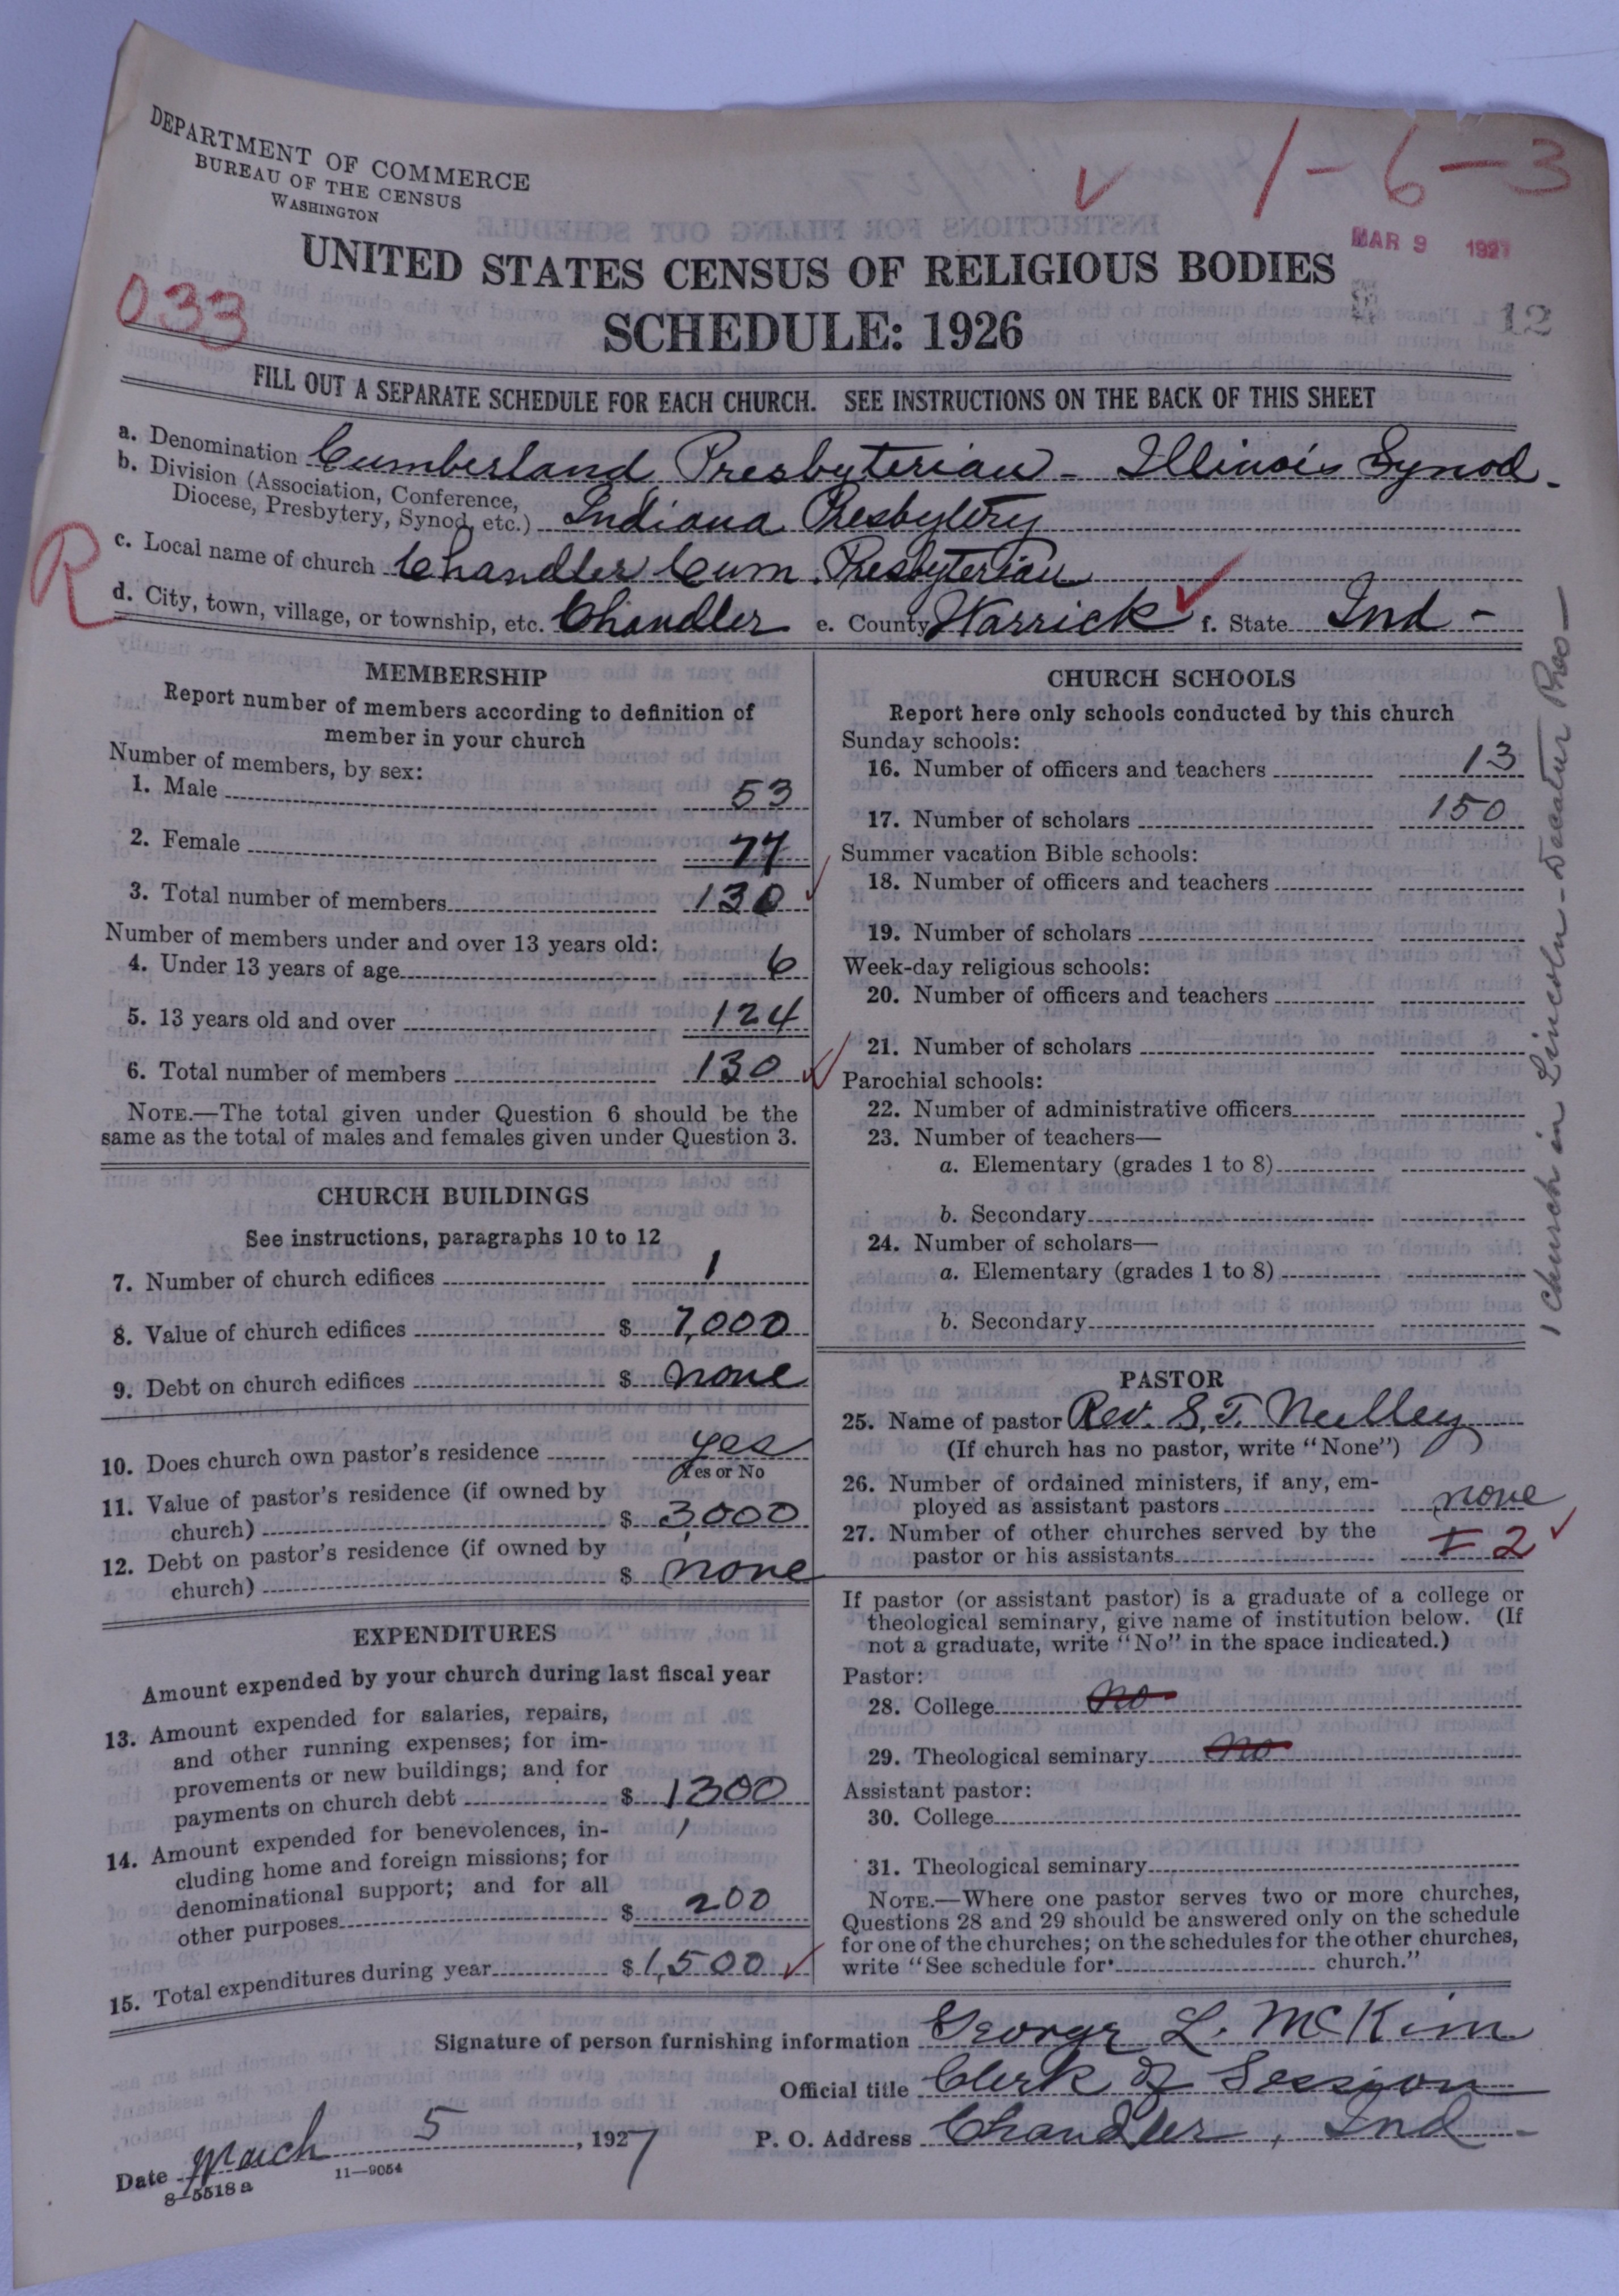 DEPARTMENT OF COMMERCE
BUREAU OF THE CENSUS
WASHINGTON
1-6-3
MAR 9 1927
UNITED STATES CENSUS OF RELIGIOUS BODIES
033
SCHEDULE: 1926
12
FILL OUT A SEPARATE SCHEDULE FOR EACH CHURCH. SEE INSTRUCTIONS ON THE BACK OF THIS SHEET
a. Denomination Cumberland Presbyterian - Illinois Synod.
b. Division (Association, Conference,
Diocese, Presbytery, Synod, etc.) Indiana Presbytery
R
c. Local name of church Chandler Cum. Presbyterian
d. City, town, village, or township, etc. Chandler e. County Warrick f. State Ind -
MEMBERSHIP
Report number of members according to definition of
member in your church
Number of members, by sex:
1. Male 53
2. Female 77
3. Total number of members 130
Number of members under and over 13 years old:
4. Under 13 years of age 6
5. 13 years old and over 124
6. Total number of members 130
NOTE.—The total given under Question 6 should be the
same as the total of males and females given under Question 3.
CHURCH BUILDINGS
See instructions, paragraphs 10 to 12
7. Number of church edifices 1
8. Value of church edifices $ 7,000
9. Debt on church edifices $ none
10. Does church own pastor's residence yes
Yes or No
11. Value of pastor's residence (if owned by
church) $ 3,000
12. Debt on pastor's residence (if owned by
church) $ none
EXPENDITURES
Amount expended by your church during last fiscal year
13. Amount expended for salaries, repairs,
and other running expenses; for im-
provements or new buildings; and for
payments on church debt $ 1,300
14. Amount expended for benevolences, in-
cluding home and foreign missions; for
denominational support; and for all
other purposes $ 200
15. Total expenditures during year $ 1,500
CHURCH SCHOOLS
Report here only schools conducted by this church
Sunday schools:
16. Number of officers and teachers 13
17. Number of scholars 150
Summer vacation Bible schools:
18. Number of officers and teachers
19. Number of scholars
Week-day religious schools:
20. Number of officers and teachers
21. Number of scholars
Parochial schools:
22. Number of administrative officers
23. Number of teachers—
a. Elementary (grades 1 to 8)
b. Secondary
24. Number of scholars—
a. Elementary (grades 1 to 8)
b. Secondary
PASTOR
25. Name of pastor Rev. S. T.
(If church has no pastor, write "None")
26. Number of ordained ministers, if any, em-
ployed as assistant pastors none
27. Number of other churches served by the
pastor or his assistants 2
If pastor (or assistant pastor) is a graduate of a college or
theological seminary, give name of institution below. (If
not a graduate, write "No" in the space indicated.)
Pastor:
28. College no
29. Theological seminary no
Assistant pastor:
30. College
31. Theological seminary
NOTE.—Where one pastor serves two or more churches,
Questions 28 and 29 should be answered only on the schedule
for one of the churches; on the schedules for the other churches,
write "See schedule for church."
1 church in Lincoln - Decatur Pres —
Signature of person furnishing information George L. McKim
Official title Clerk of Session
Date March 5, 1927 P. O. Address Chandler, Ind -
8-5518 a 11-9054